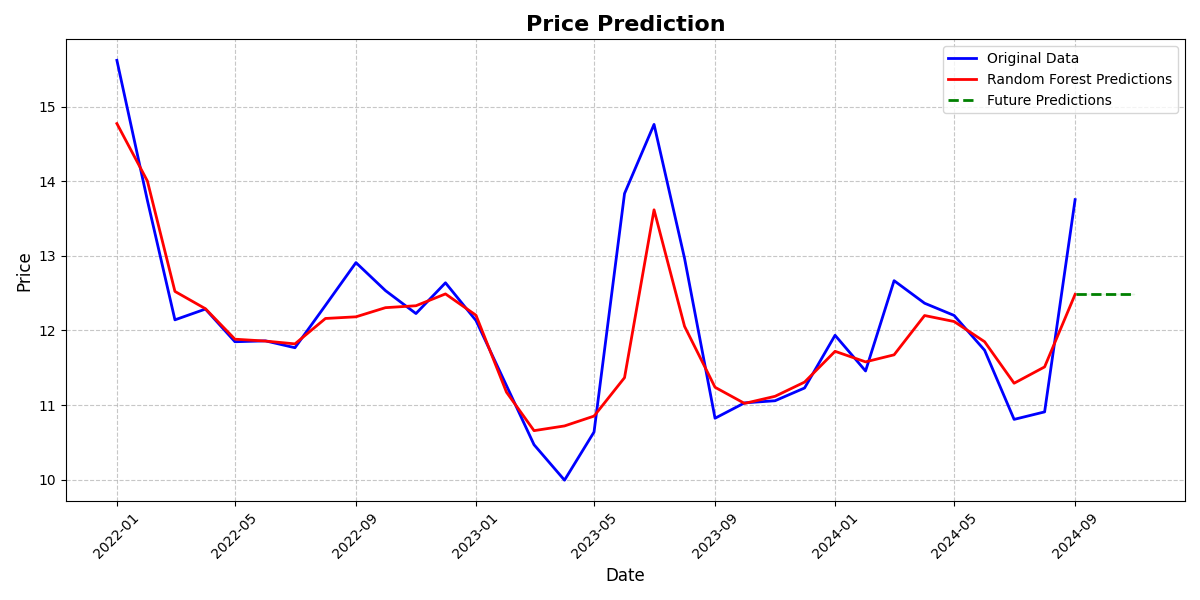 Price Prediction
Original Data
Random Forest Predictions
Future Predictions
Price
15
14
13
12
11
10
2022-01
2022-05
2022-09
2023-01
2023-05
2023-09
2024-01
2024-05
2024-09
Date